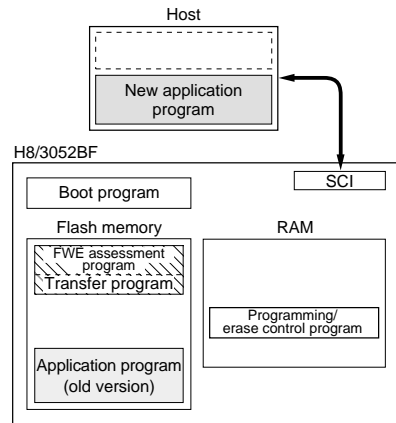 Host
New application
program
H8/3052BF
SCI
Boot program
Flash memory
RAM
FWE assessment
program
Transfer program
Programming/
erase control program
Application program
(old version)